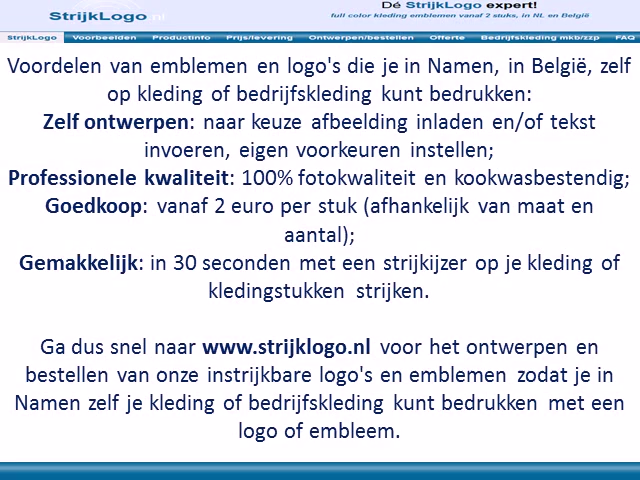 StrijkLogo.nl
Dé StrijkLogo expert!
full color kleding emblemen vanaf 2 stuks, in NL en België
StrijkLogo Voorbeelden Productinfo Prijs/levering Ontwerpen/bestellen Offerte Bedrijfskleding mkb/zzp FAQ
Voordelen van emblemen en logo's die je in Namen, in België, zelf
op kleding of bedrijfskleding kunt bedrukken:
Zelf ontwerpen: naar keuze afbeelding inladen en/of tekst
invoeren, eigen voorkeuren instellen;
Professionele kwaliteit: 100% fotokwaliteit en kookwasbestendig;
Goedkoop: vanaf 2 euro per stuk (afhankelijk van maat en
aantal);
Gemakkelijk: in 30 seconden met een strijkijzer op je kleding of
kledingstukken strijken.
Ga dus snel naar www.strijklogo.nl voor het ontwerpen en
bestellen van onze instrijkbare logo's en emblemen zodat je in
Namen zelf je kleding of bedrijfskleding kunt bedrukken met een
logo of embleem.